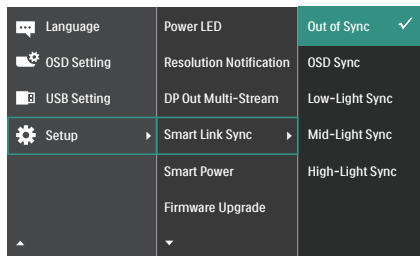 Language
OSD Setting
USB Setting
Setup
Power LED
Resolution Notification
DP Out Multi-Stream
Smart Link Sync
Smart Power
Firmware Upgrade
Out of Sync
OSD Sync
Low-Light Sync
Mid-Light Sync
High-Light Sync